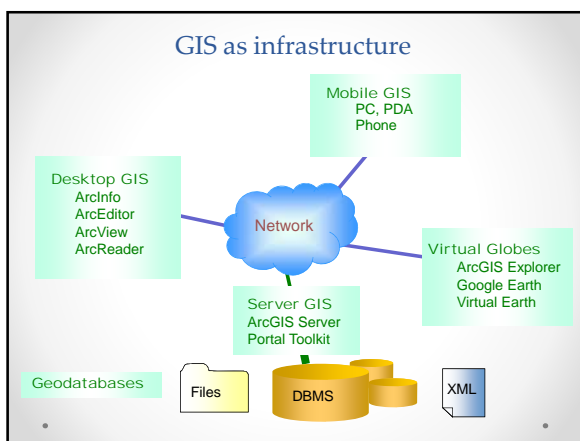 GIS as infrastructure
Mobile GIS
PC, PDA
Phone
Desktop GIS
ArcInfo
ArcEditor
ArcView
ArcReader
Network
Virtual Globes
ArcGIS Explorer
Google Earth
Virtual Earth
Server GIS
ArcGIS Server
Portal Toolkit
Geodatabases
Files
DBMS
XML